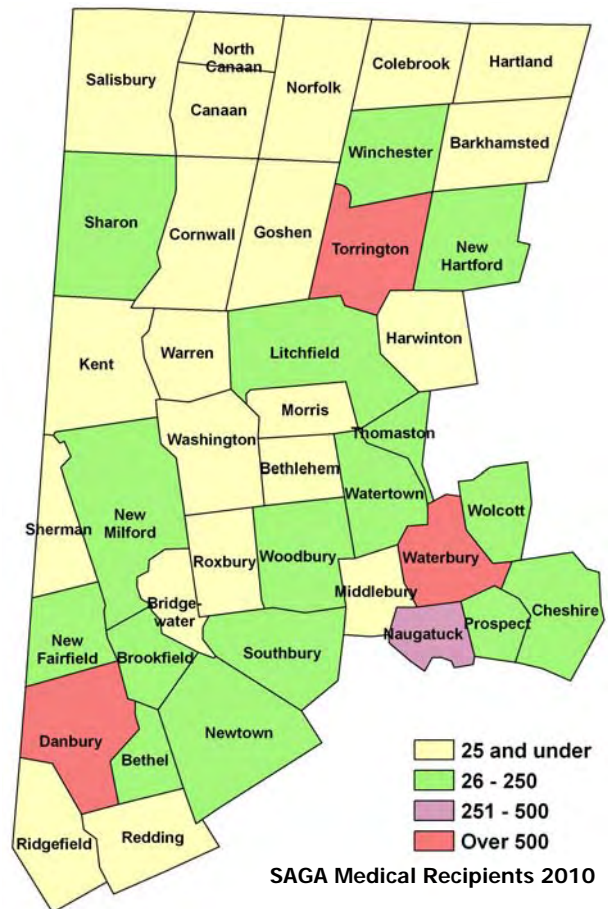 North
Canaan
Colebrook
Hartland
Salisbury
Norfolk
Canaan
Winchester
Barkhamsted
Sharon
Cornwall
Goshen
Torrington
New
Hartford
Kent
Warren
Litchfield
Harwinton
Morris
Washington
Thomaston
Bethlehem
Watertown
Sherman
New
Milford
Roxbury
Woodbury
Waterbury
Wolcott
Middlebury
Bridge-
water
Naugatuck
Prospect
Cheshire
New
Fairfield
Brookfield
Southbury
Danbury
Bethel
Newtown
Ridgefield
Redding
25 and under
26 - 250
251 - 500
Over 500
SAGA Medical Recipients 2010